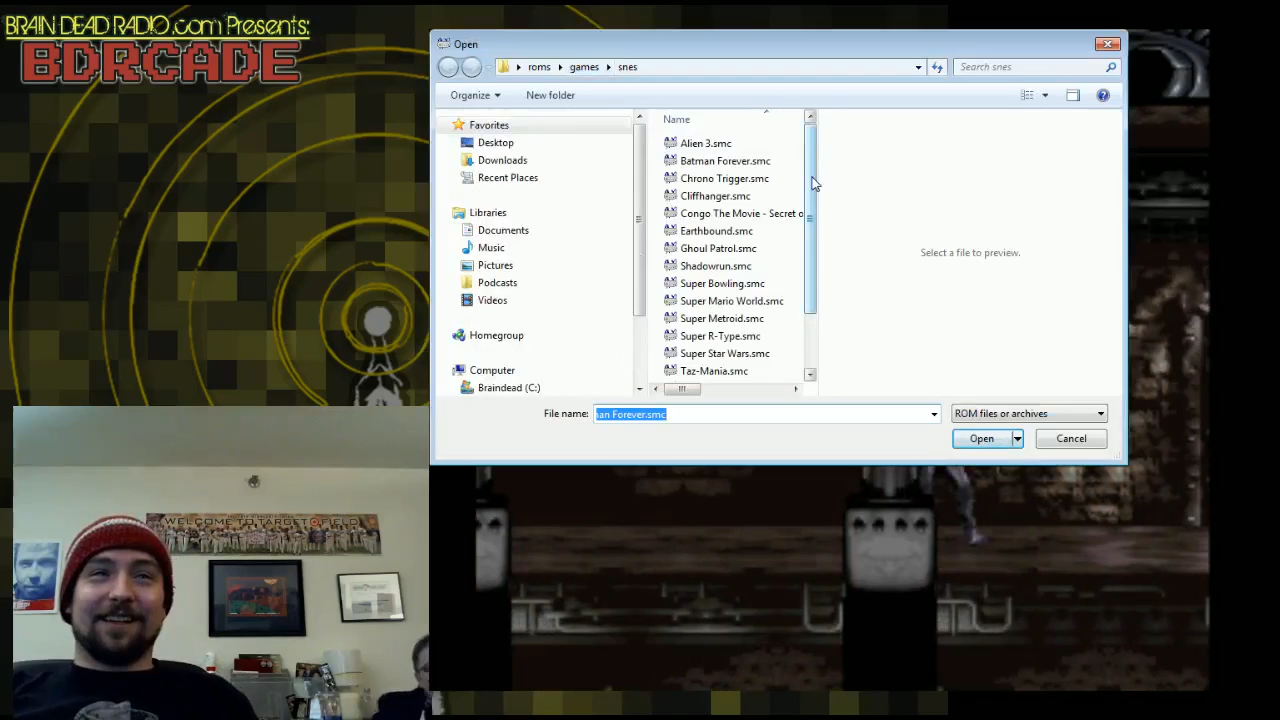 BRAIN DEAD RADIO.com Presents:
BDRCADE
Open
roms
games
snes
Search snes
Organize
New folder
Favorites
Desktop
Downloads
Recent Places
Libraries
Documents
Music
Pictures
Podcasts
Videos
Homegroup
Computer
Braindead (C:)
Name
Alien 3.smc
Batman Forever.smc
Chrono Trigger.smc
Cliffhanger.smc
Congo The Movie - Secret o
Earthbound.smc
Ghoul Patrol.smc
Shadowrun.smc
Super Bowling.smc
Super Mario World.smc
Super Metroid.smc
Super R-Type.smc
Super Star Wars.smc
Taz-Mania.smc
Select a file to preview.
File name:
man Forever.smc
ROM files or archives
Open
Cancel
WELCOME TO TARGET FIELD